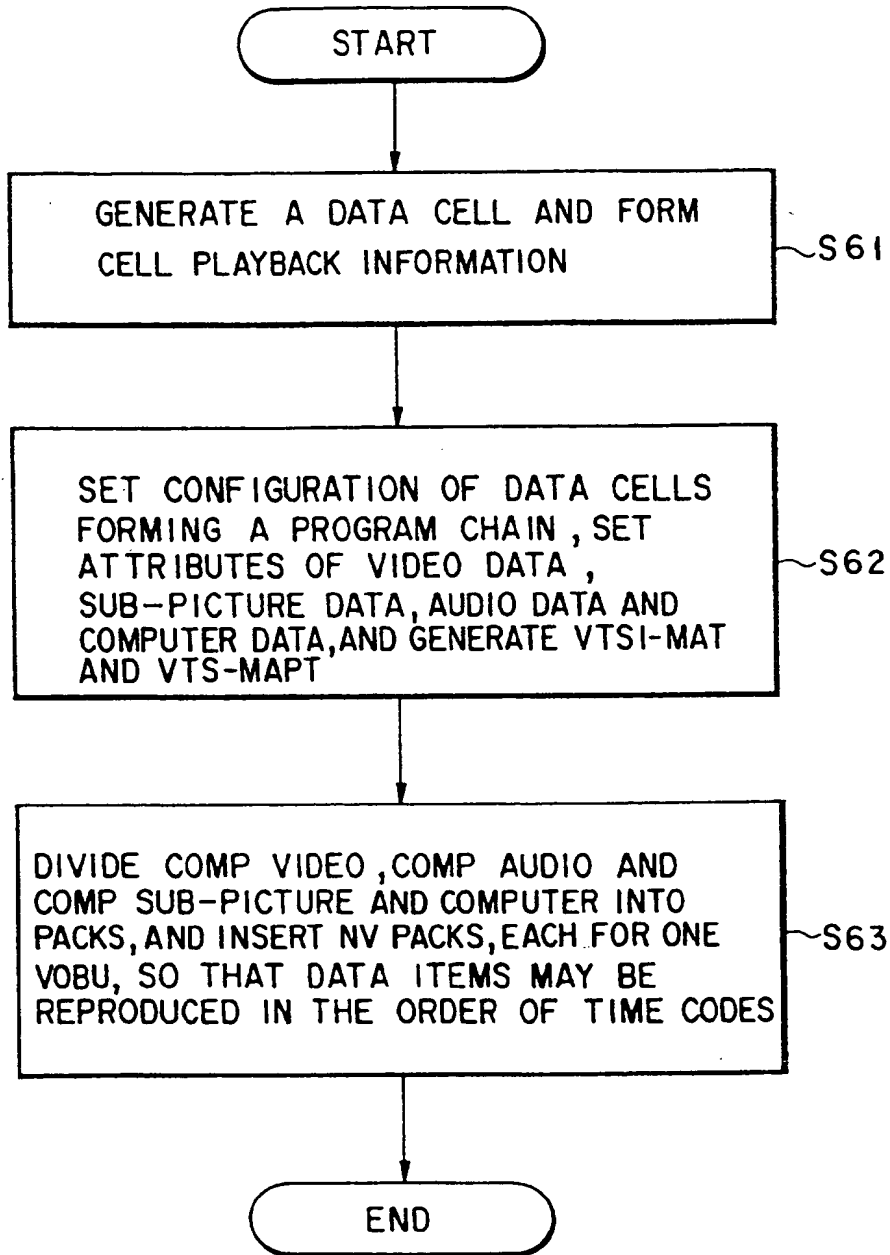 START
GENERATE A DATA CELL AND FORM
CELL PLAYBACK INFORMATION
S61
SET CONFIGURATION OF DATA CELLS
FORMING A PROGRAM CHAIN, SET
ATTRIBUTES OF VIDEO DATA,
SUB-PICTURE DATA, AUDIO DATA AND
COMPUTER DATA, AND GENERATE VTSI-MAT
AND VTS-MAPT
S62
DIVIDE COMP VIDEO, COMP AUDIO AND
COMP SUB-PICTURE AND COMPUTER INTO
PACKS, AND INSERT NV PACKS, EACH FOR ONE
VOBU, SO THAT DATA ITEMS MAY BE
REPRODUCED IN THE ORDER OF TIME CODES
S63
END